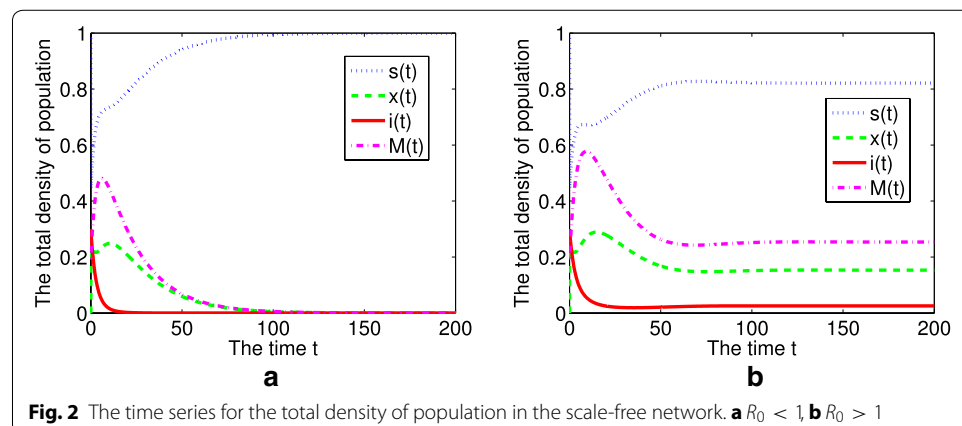 The total density of population
1
0.8
0.6
0.4
0.2
0
0
50
100
150
200
The time t
s(t)
x(t)
i(t)
M(t)
a
The total density of population
1
0.8
0.6
0.4
0.2
0
0
50
100
150
200
The time t
s(t)
x(t)
i(t)
M(t)
b
Fig. 2 The time series for the total density of population in the scale-free network. a R₀ < 1, b R₀ > 1